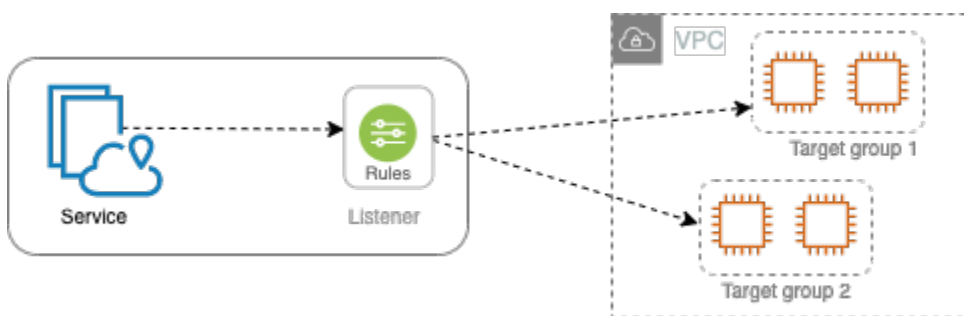 VPC
Target group 1
Rules
Service
Listener
Target group 2